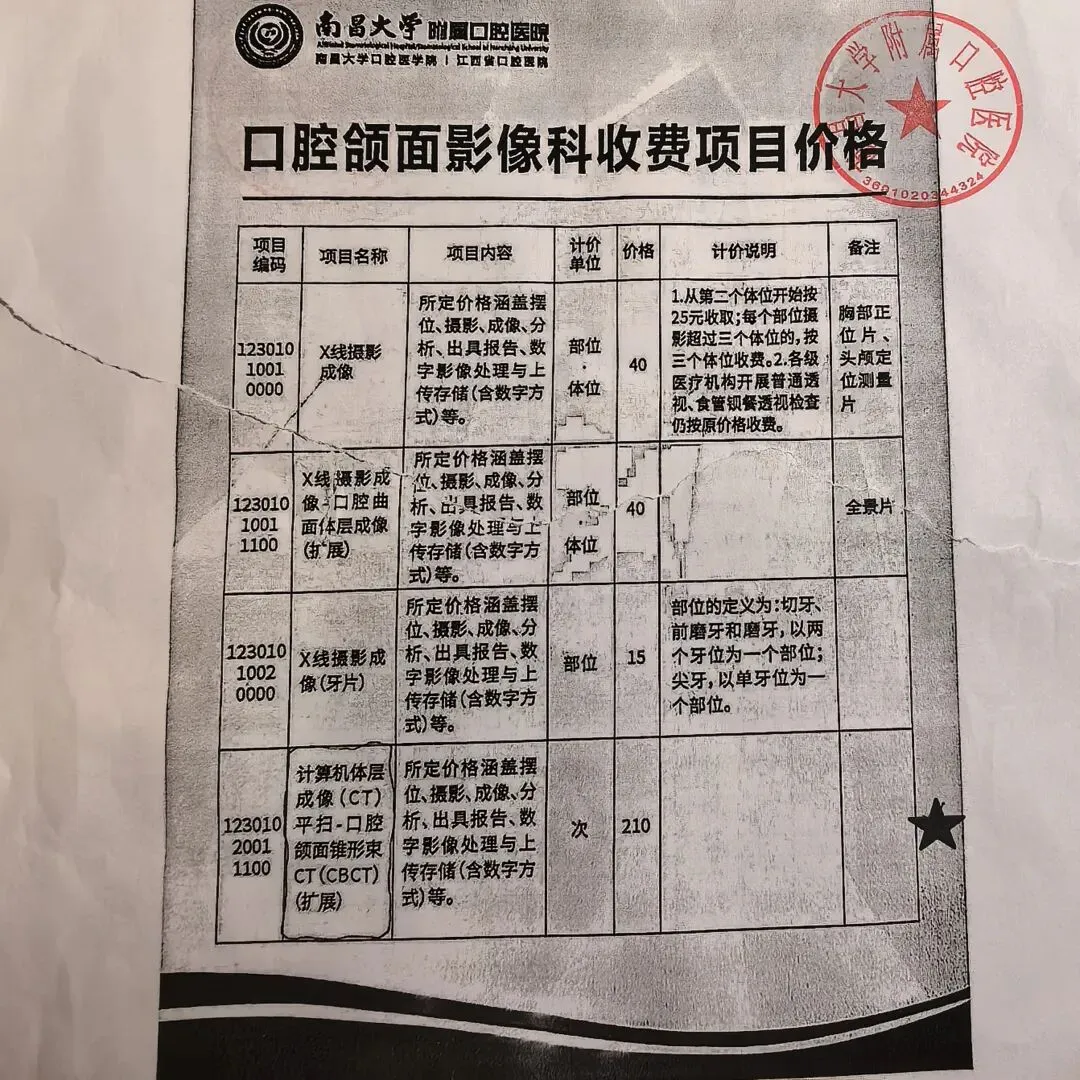 南昌大学 附属口腔医院
Affiliated Stomatological Hospital/Stomatological School of Nanchang University
南昌大学口腔医学院 | 江西省口腔医院
大学附属口腔医院
3601020344324
口腔颌面影像科收费项目价格
项目
编码
项目名称
项目内容
计价
单位
价格
计价说明
备注
123010
1001
0000
X线摄影
成像
所定价格涵盖摆
位、摄影、成像、分
析、出具报告、数
字影像处理与上
传存储(含数字方
式)等。
部位
·
体位
40
1.从第二个体位开始按
25元收取;每个部位摄
影超过三个体位的,按
三个体位收费。2.各级
医疗机构开展普通透
视、食管钡餐透视检查
仍按原价格收费。
胸部正
位片、
头颅定
位测量
片
123010
1001
1100
X线摄影成
像-口腔曲
面体层成像
(扩展)
所定价格涵盖摆
位、摄影、成像、分
析、出具报告、数
字影像处理与上
传存储(含数字方
式)等。
部位
·
体位
40
全景片
123010
1002
0000
X线摄影成
像(牙片)
所定价格涵盖摆
位、摄影、成像、分
析、出具报告、数
字影像处理与上
传存储(含数字方
式)等。
部位
15
部位的定义为:切牙、
前磨牙和磨牙,以两
个牙位为一个部位;
尖牙,以单牙位为一
个部位。
123010
2001
1100
计算机体层
成像(CT)
平扫-口腔
颌面锥形束
CT(CBCT)
(扩展)
所定价格涵盖摆
位、摄影、成像、分
析、出具报告、数
字影像处理与上
传存储(含数字方
式)等。
次
210